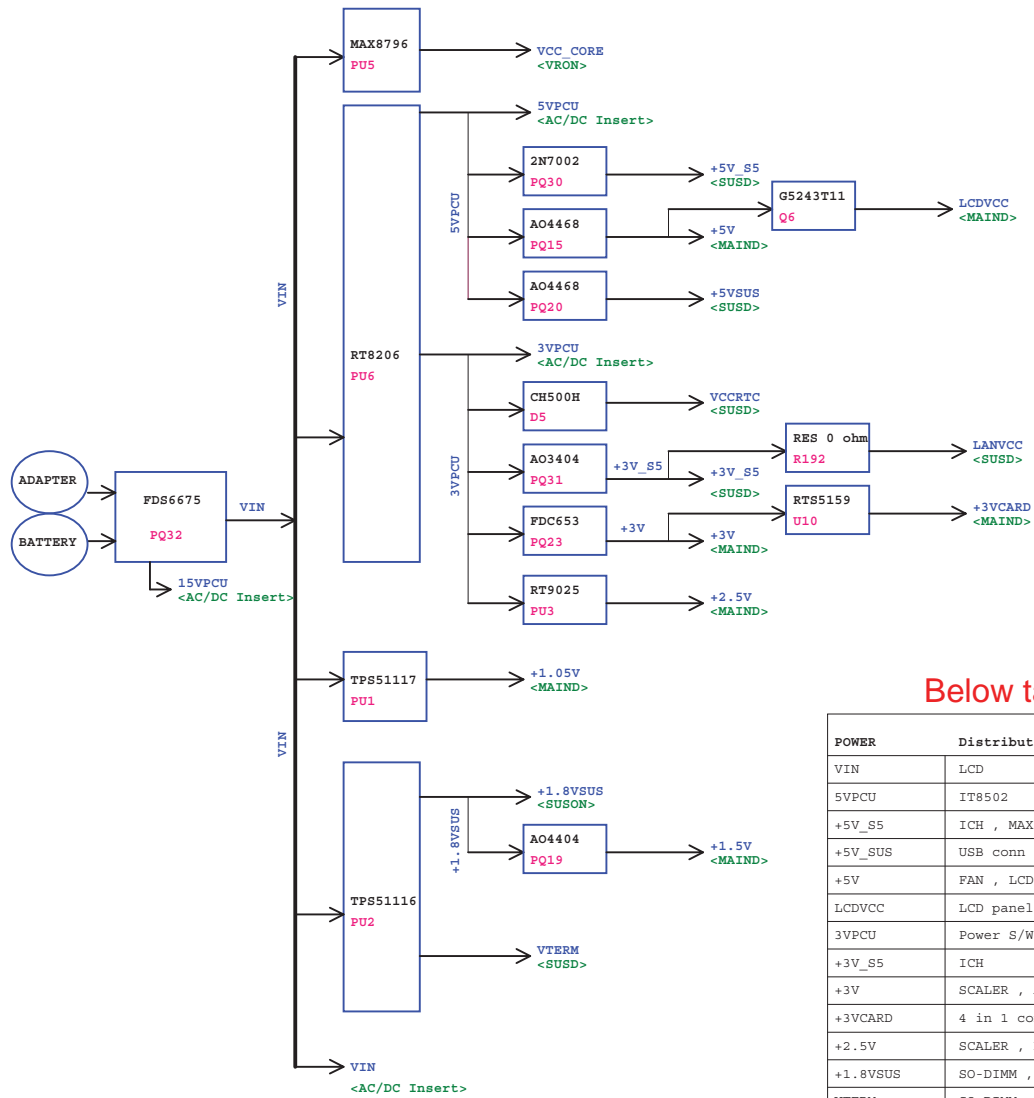 MAX8796
PU5
VCC_CORE
<VRON>
5VPCU
<AC/DC Insert>
2N7002
PQ30
+5V_S5
<SUSD>
G5243T11
Q6
LCDVCC
<MAIND>
5VPCU
AO4468
PQ15
+5V
<MAIND>
VIN
AO4468
PQ20
+5VSUS
<SUSD>
RT8206
PU6
3VPCU
<AC/DC Insert>
CH500H
D5
VCCRTC
<SUSD>
RES 0 ohm
R192
LANVCC
<SUSD>
3VPCU
AO3404
PQ31
+3V_S5
+3V_S5
<SUSD>
ADAPTER
BATTERY
FDS6675
PQ32
VIN
RTS5159
U10
+3VCARD
<MAIND>
FDC653
PQ23
+3V
+3V
<MAIND>
15VPCU
<AC/DC Insert>
RT9025
PU3
+2.5V
<MAIND>
TPS51117
PU1
+1.05V
<MAIND>
VIN
TPS51116
PU2
+1.8VSUS
<SUSON>
+1.8VSUS
AO4404
PQ19
+1.5V
<MAIND>
VTERM
<SUSD>
VIN
<AC/DC Insert>
Below ta
POWER Distribut
VIN LCD
5VPCU IT8502
+5V_S5 ICH , MAX
+5V_SUS USB conn
+5V FAN , LCD
LCDVCC LCD panel
3VPCU Power S/W
+3V_S5 ICH
+3V SCALER ,
+3VCARD 4 in 1 co
+2.5V SCALER ,
+1.8VSUS SO-DIMM ,